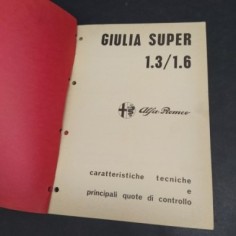 GIULIA SUPER
1.3/1.6
Alfa Romeo
caratteristiche tecniche
e
principali quote di controllo